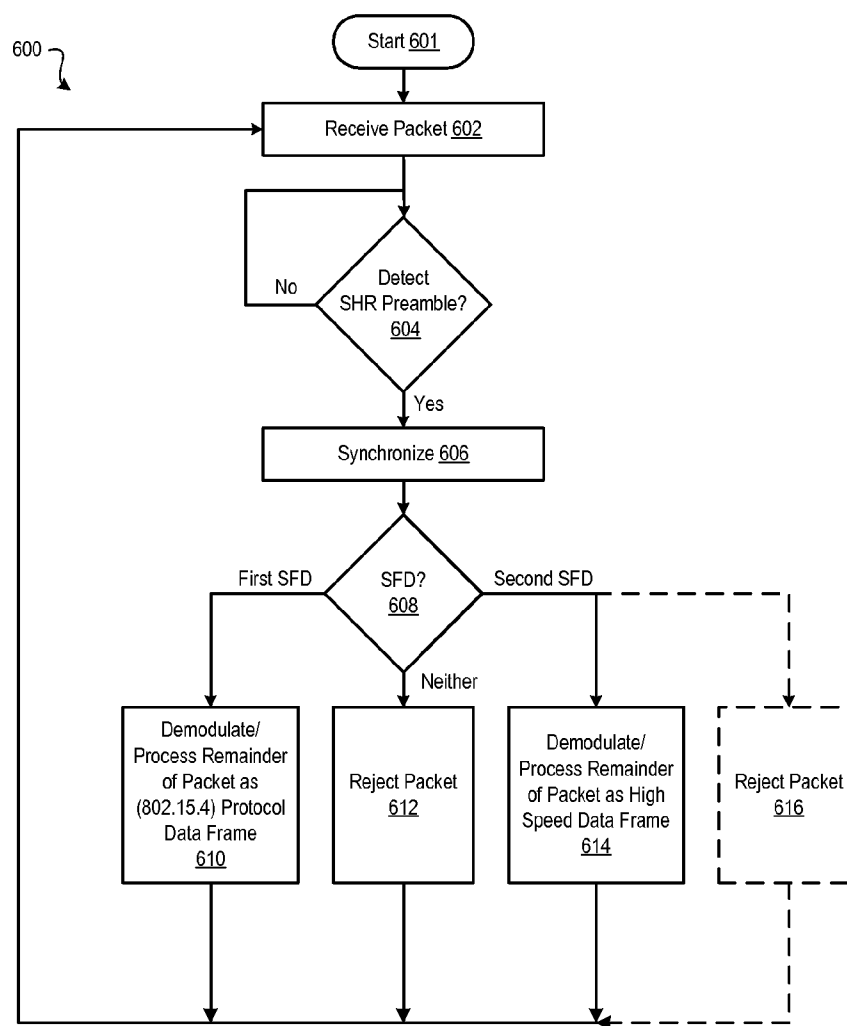 600
Start 601
Receive Packet 602
Detect
SHR Preamble?
604
No
Yes
Synchronize 606
First SFD
SFD?
608
Second SFD
Neither
Demodulate/
Process Remainder
of Packet as
(802.15.4) Protocol
Data Frame
610
Reject Packet
612
Demodulate/
Process Remainder
of Packet as High
Speed Data Frame
614
Reject Packet
616